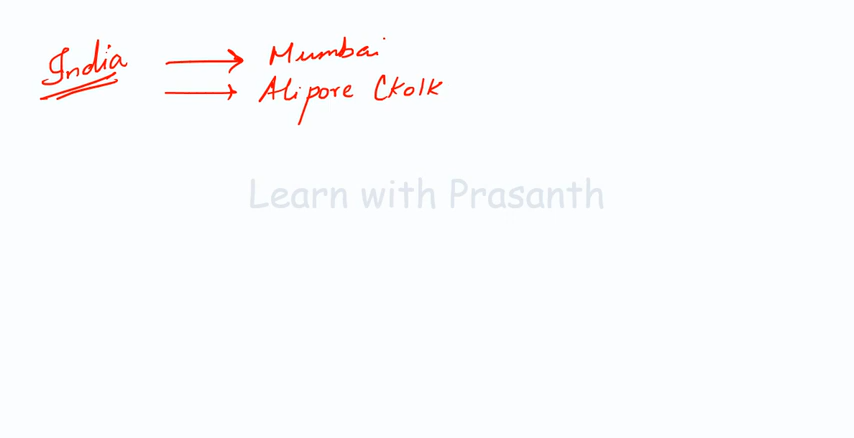 India → Mumbai
→ Alipore (Kolk
Learn with Prasanth